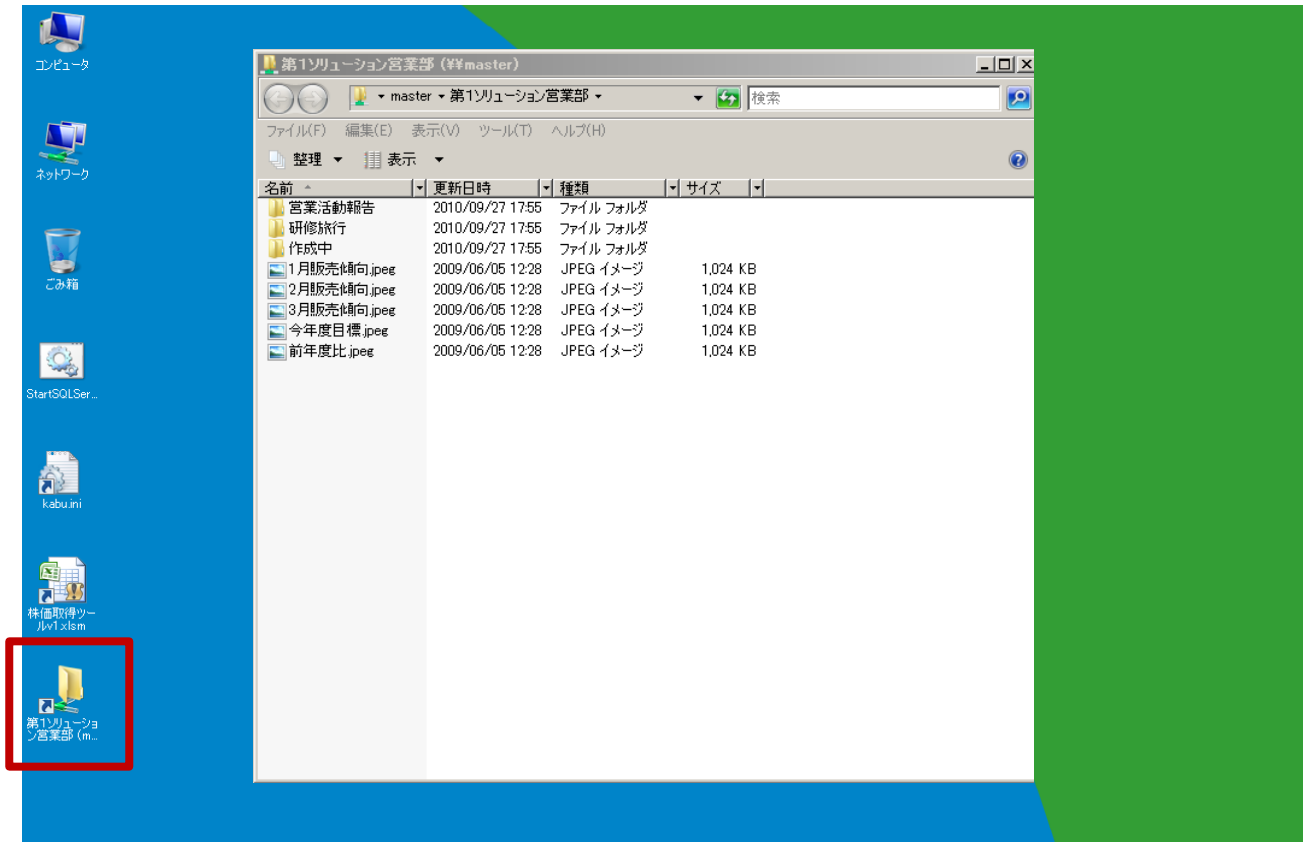 コンピュータ
ネットワーク
ごみ箱
StartSQLSer...
kabu.ini
株価取得ツー
ルv1.xlsm
第1ソリューショ
ン営業部 (m...
第1ソリューション営業部 (¥¥master)
master 第1ソリューション営業部
検索
ファイル(F) 編集(E) 表示(V) ツール(T) ヘルプ(H)
整理 表示
名前 更新日時 種類 サイズ
営業活動報告 2010/09/27 17:55 ファイル フォルダ
研修旅行 2010/09/27 17:55 ファイル フォルダ
作成中 2010/09/27 17:55 ファイル フォルダ
1月販売傾向.jpeg 2009/06/05 12:28 JPEG イメージ 1,024 KB
2月販売傾向.jpeg 2009/06/05 12:28 JPEG イメージ 1,024 KB
3月販売傾向.jpeg 2009/06/05 12:28 JPEG イメージ 1,024 KB
今年度目標.jpeg 2009/06/05 12:28 JPEG イメージ 1,024 KB
前年度比.jpeg 2009/06/05 12:28 JPEG イメージ 1,024 KB